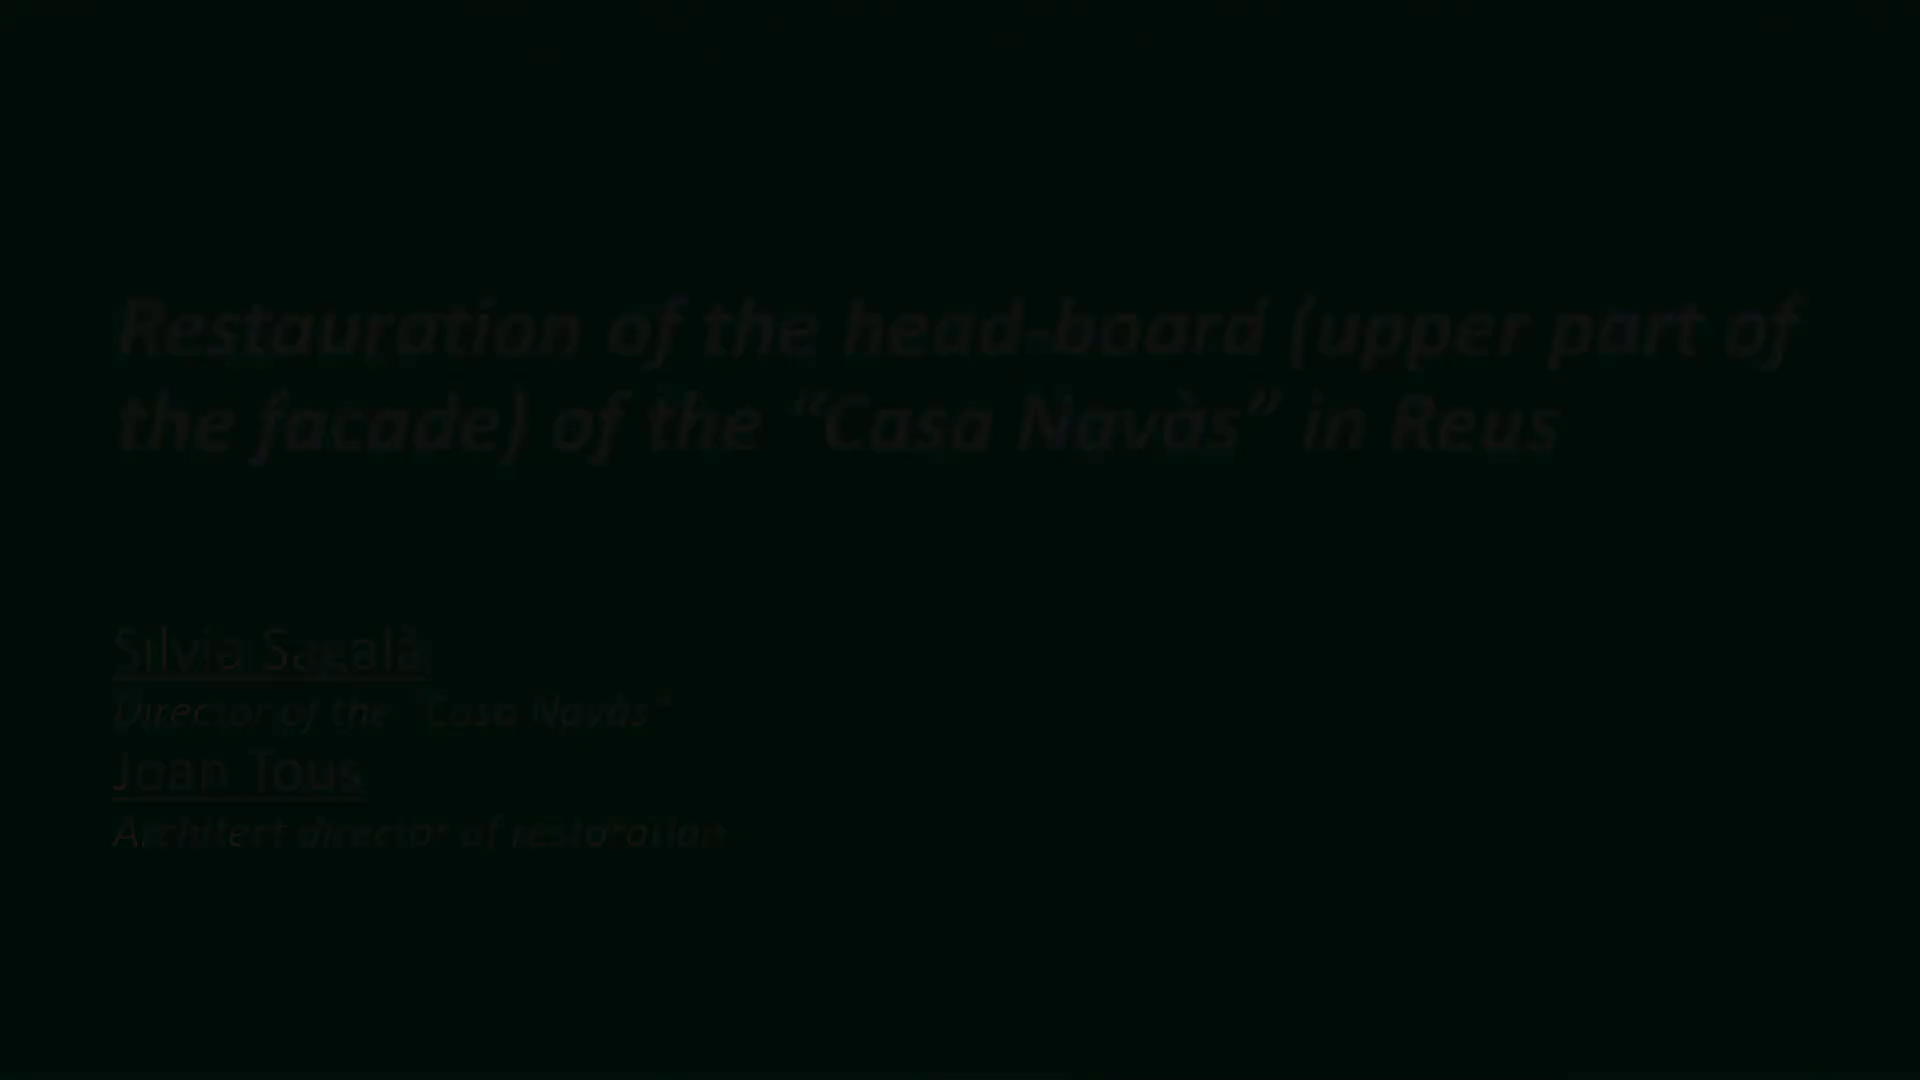 Restauration of the head-board (upper part of
the facade) of the “Casa Navàs” in Reus
Silvia Sagalà
Director of the "Casa Navàs"
Joan Tous
Architect director of restoration